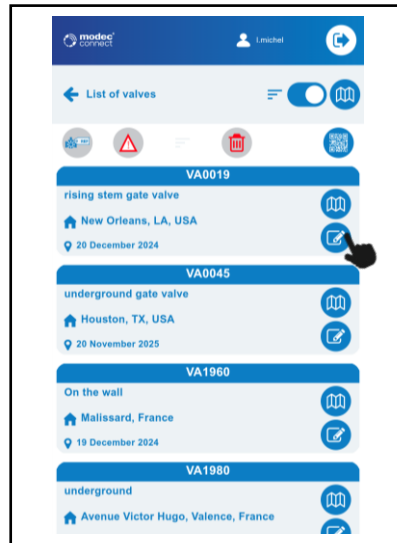 modec
connect
l.michel
List of valves
VA0019
rising stem gate valve
New Orleans, LA, USA
20 December 2024
VA0045
underground gate valve
Houston, TX, USA
20 November 2025
VA1960
On the wall
Malissard, France
19 December 2024
VA1980
underground
Avenue Victor Hugo, Valence, France